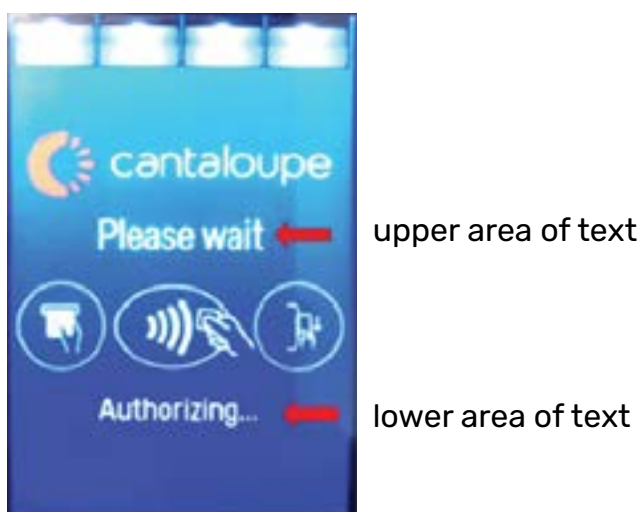 cantaloupe
Please wait
upper area of text
Authorizing...
lower area of text